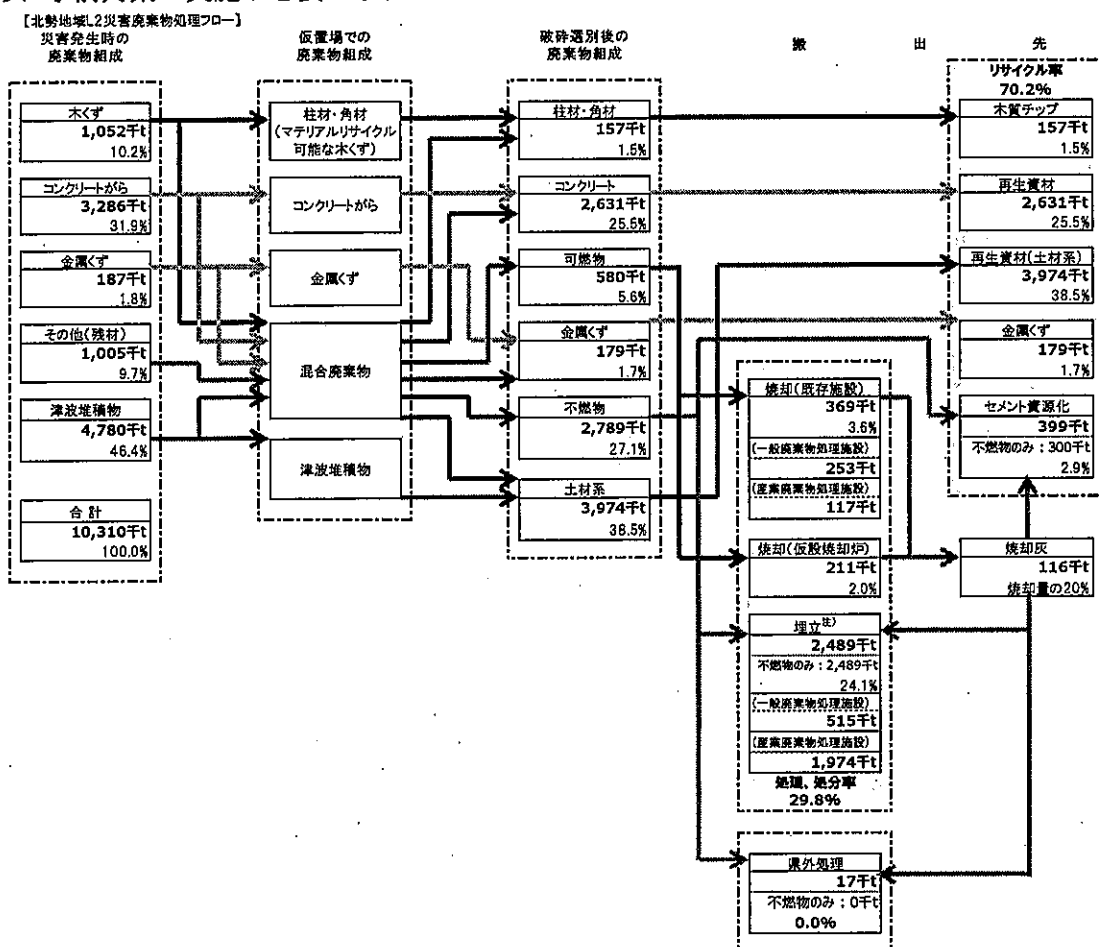 【北勢地域L2災害廃棄物処理フロー】
災害発生時の
廃棄物組成
木くず
1,052千t
10.2%
コンクリートがら
3,286千t
31.9%
金属くず
187千t
1.8%
その他(残材)
1,005千t
9.7%
津波堆積物
4,780千t
46.4%
合計
10,310千t
100.0%
仮置場での
廃棄物組成
柱材・角材
(マテリアルリサイクル
可能な木くず)
コンクリートがら
金属くず
混合廃棄物
津波堆積物
破砕選別後の
廃棄物組成
柱材・角材
157千t
1.5%
コンクリート
2,631千t
25.5%
可燃物
580千t
5.6%
金属くず
179千t
1.7%
不燃物
2,789千t
27.1%
土材系
3,974千t
38.5%
搬 出 先
焼却(既存施設)
369千t
3.6%
(一般廃棄物処理施設)
253千t
(産業廃棄物処理施設)
117千t
焼却(仮設焼却炉)
211千t
2.0%
埋立注)
2,489千t
不燃物のみ:2,489千t
24.1%
(一般廃棄物処理施設)
515千t
(産業廃棄物処理施設)
1,974千t
処理、処分率
29.8%
県外処理
17千t
不燃物のみ:0千t
0.0%
リサイクル率
70.2%
木質チップ
157千t
1.5%
再生資材
2,631千t
25.5%
再生資材(土材系)
3,974千t
38.5%
金属くず
179千t
1.7%
セメント資源化
399千t
不燃物のみ:300千t
2.9%
焼却灰
116千t
焼却量の20%